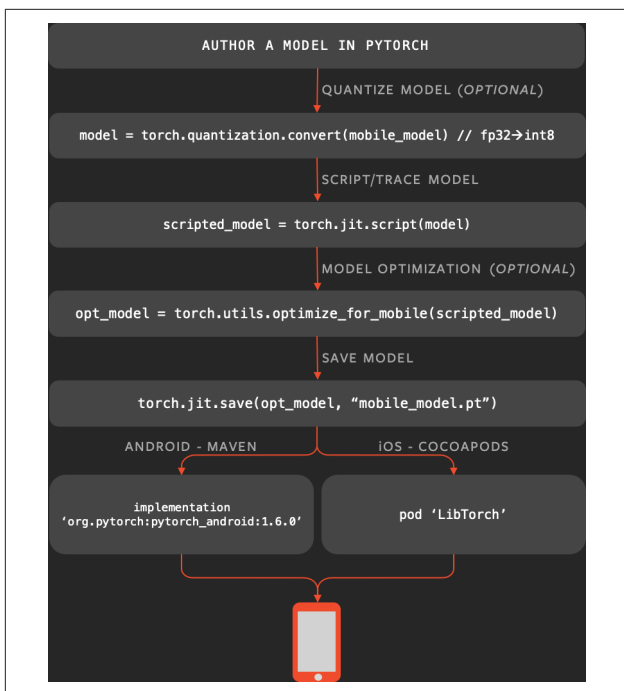 AUTHOR A MODEL IN PYTORCH
QUANTIZE MODEL (OPTIONAL)
model = torch.quantization.convert(mobile_model) // fp32→int8
SCRIPT/TRACE MODEL
scripted_model = torch.jit.script(model)
MODEL OPTIMIZATION (OPTIONAL)
opt_model = torch.utils.optimize_for_mobile(scripted_model)
SAVE MODEL
torch.jit.save(opt_model, “mobile_model.pt”)
ANDROID - MAVEN
iOS - COCOAPODS
implementation
‘org.pytorch:pytorch_android:1.6.0’
pod ‘LibTorch’